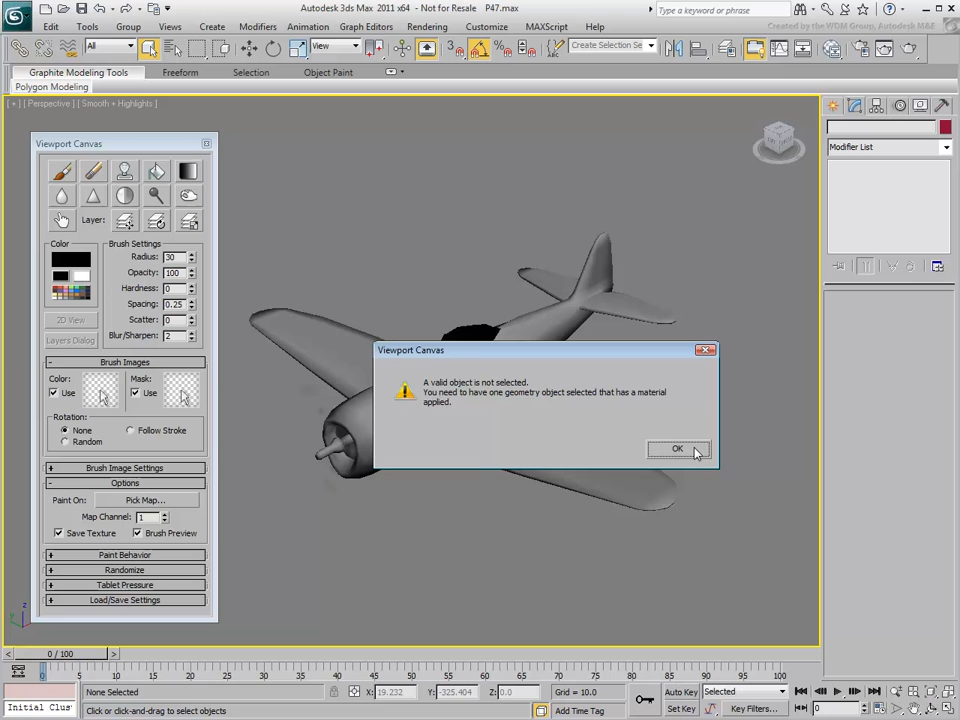 Autodesk 3ds Max 2011 - Not for Resale P47.max
Type a keyword or phrase
Edit Tools Group Views Create Modifiers Animation Graph Editors Rendering Customize MAXScript Help
Created by the WDM Group, Autodesk M&E
All View 3 Create Selection Se
Graphite Modeling Tools Freeform Selection Object Paint
Polygon Modeling
[ + ] [ Perspective ] [ Smooth + Highlights ]
Modifier List
Viewport Canvas
Layer:
Color
Brush Settings
Radius: 30
Opacity: 100
Hardness: 0
Spacing: 0.25
Scatter: 0
Blur/Sharpen: 2
2D View
Layers Dialog
- Brush Images
Color: Mask:
Use Use
Rotation:
None Follow Stroke
Random
+ Brush Image Settings
- Options
Paint On: Pick Map...
Map Channel: 1
Save Texture Brush Preview
+ Paint Behavior
+ Randomize
+ Tablet Pressure
+ Load/Save Settings
Viewport Canvas
A valid object is not selected.
You need to have one geometry object selected that has a material
applied.
OK
z
y
x
< 0 / 100 >
0 5 10 15 20 25 30 35 40 45 50 55 60 65 70 75 80 85 90 95 100
None Selected X: 19.232 Y: -325.404 Z: 0.0 Grid = 10.0 Auto Key Selected
Initial Clus Click or click-and-drag to select objects Add Time Tag Set Key Key Filters... 0